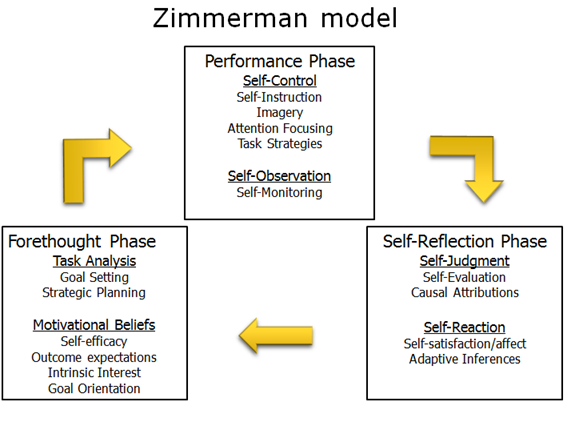 Zimmerman model
Performance Phase
Self-Control
Self-Instruction
Imagery
Attention Focusing
Task Strategies
Self-Observation
Self-Monitoring
Forethought Phase
Task Analysis
Goal Setting
Strategic Planning
Motivational Beliefs
Self-efficacy
Outcome expectations
Intrinsic Interest
Goal Orientation
Self-Reflection Phase
Self-Judgment
Self-Evaluation
Causal Attributions
Self-Reaction
Self-satisfaction/affect
Adaptive Inferences